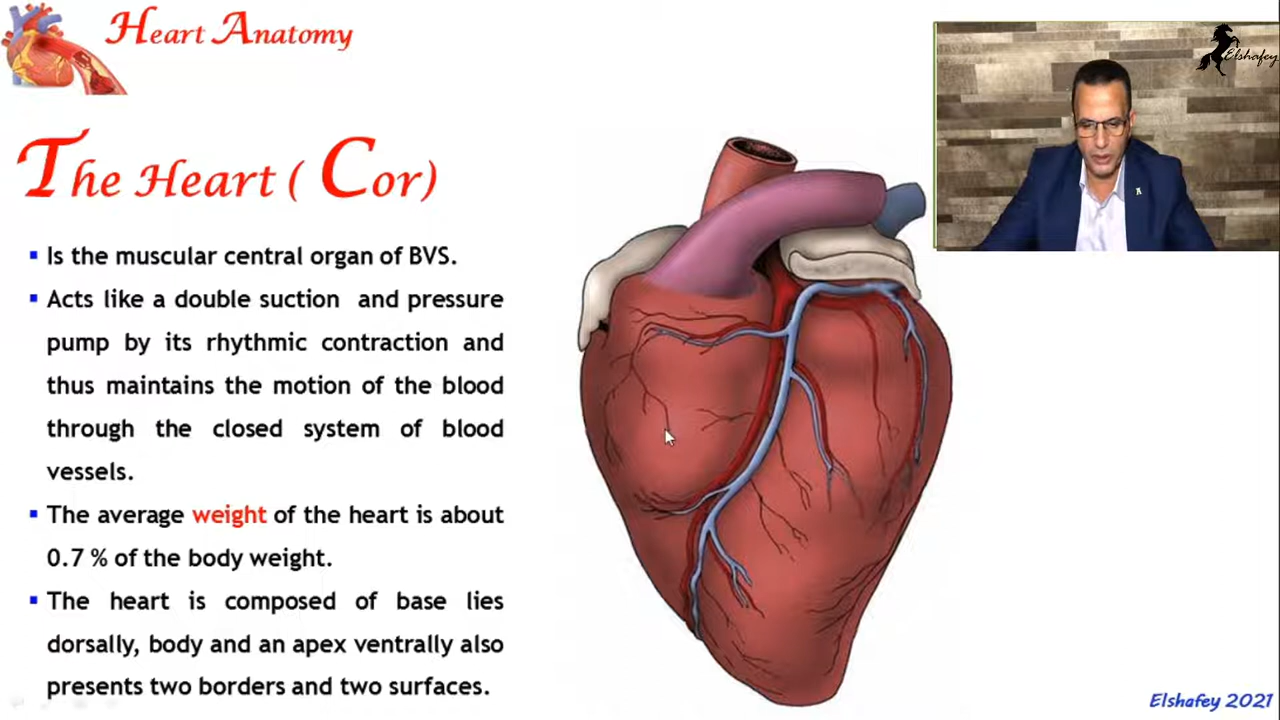 Heart Anatomy
Elshafey
The Heart ( Cor)
▪ Is the muscular central organ of BVS.
▪ Acts like a double suction and pressure
pump by its rhythmic contraction and
thus maintains the motion of the blood
through the closed system of blood
vessels.
▪ The average weight of the heart is about
0.7 % of the body weight.
▪ The heart is composed of base lies
dorsally, body and an apex ventrally also
presents two borders and two surfaces.
Elshafey 2021